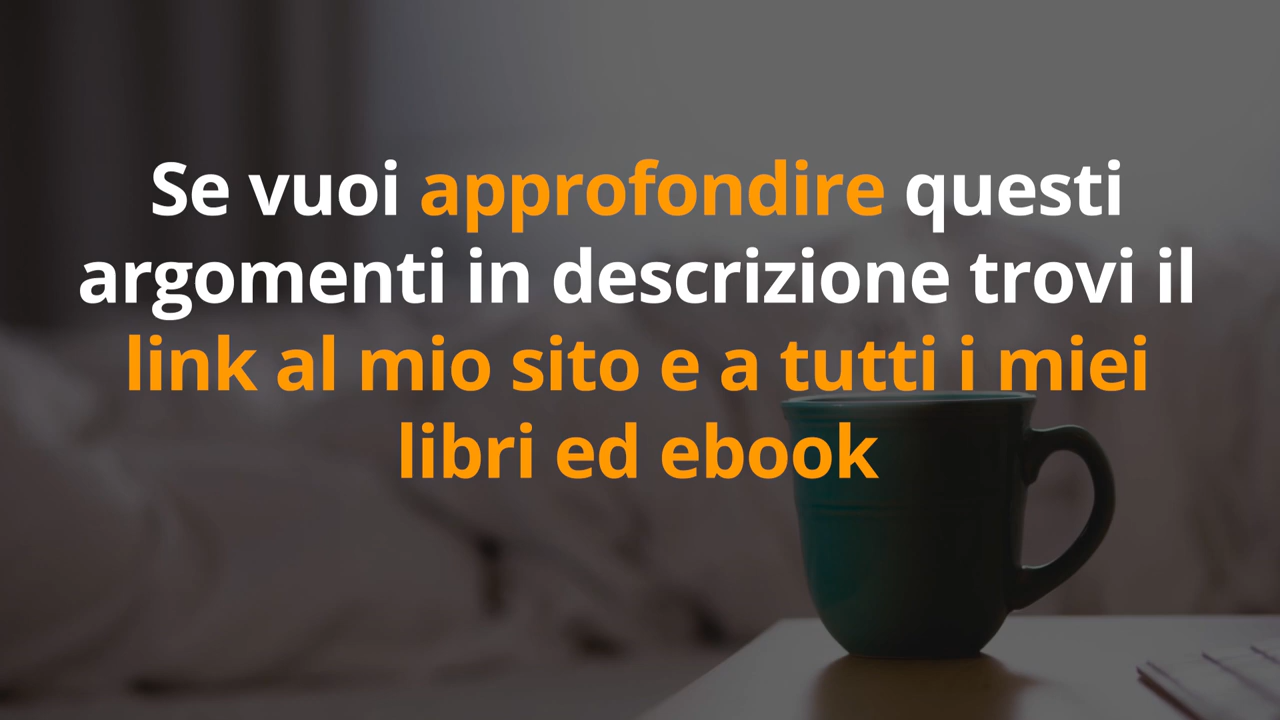 Se vuoi approfondire questi
argomenti in descrizione trovi il
link al mio sito e a tutti i miei
libri ed ebook